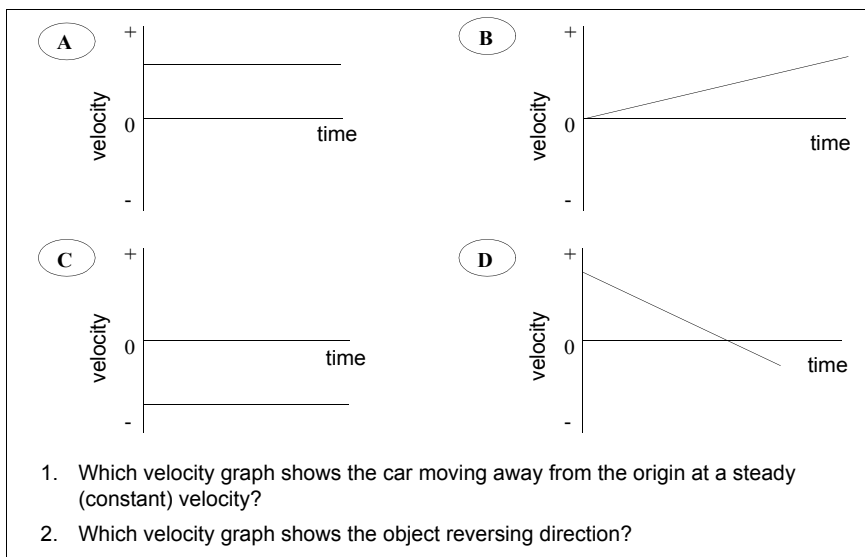 A
+
velocity
0
time
-
B
+
velocity
0
time
-
C
+
velocity
0
time
-
D
+
velocity
0
time
-
1. Which velocity graph shows the car moving away from the origin at a steady
(constant) velocity?
2. Which velocity graph shows the object reversing direction?